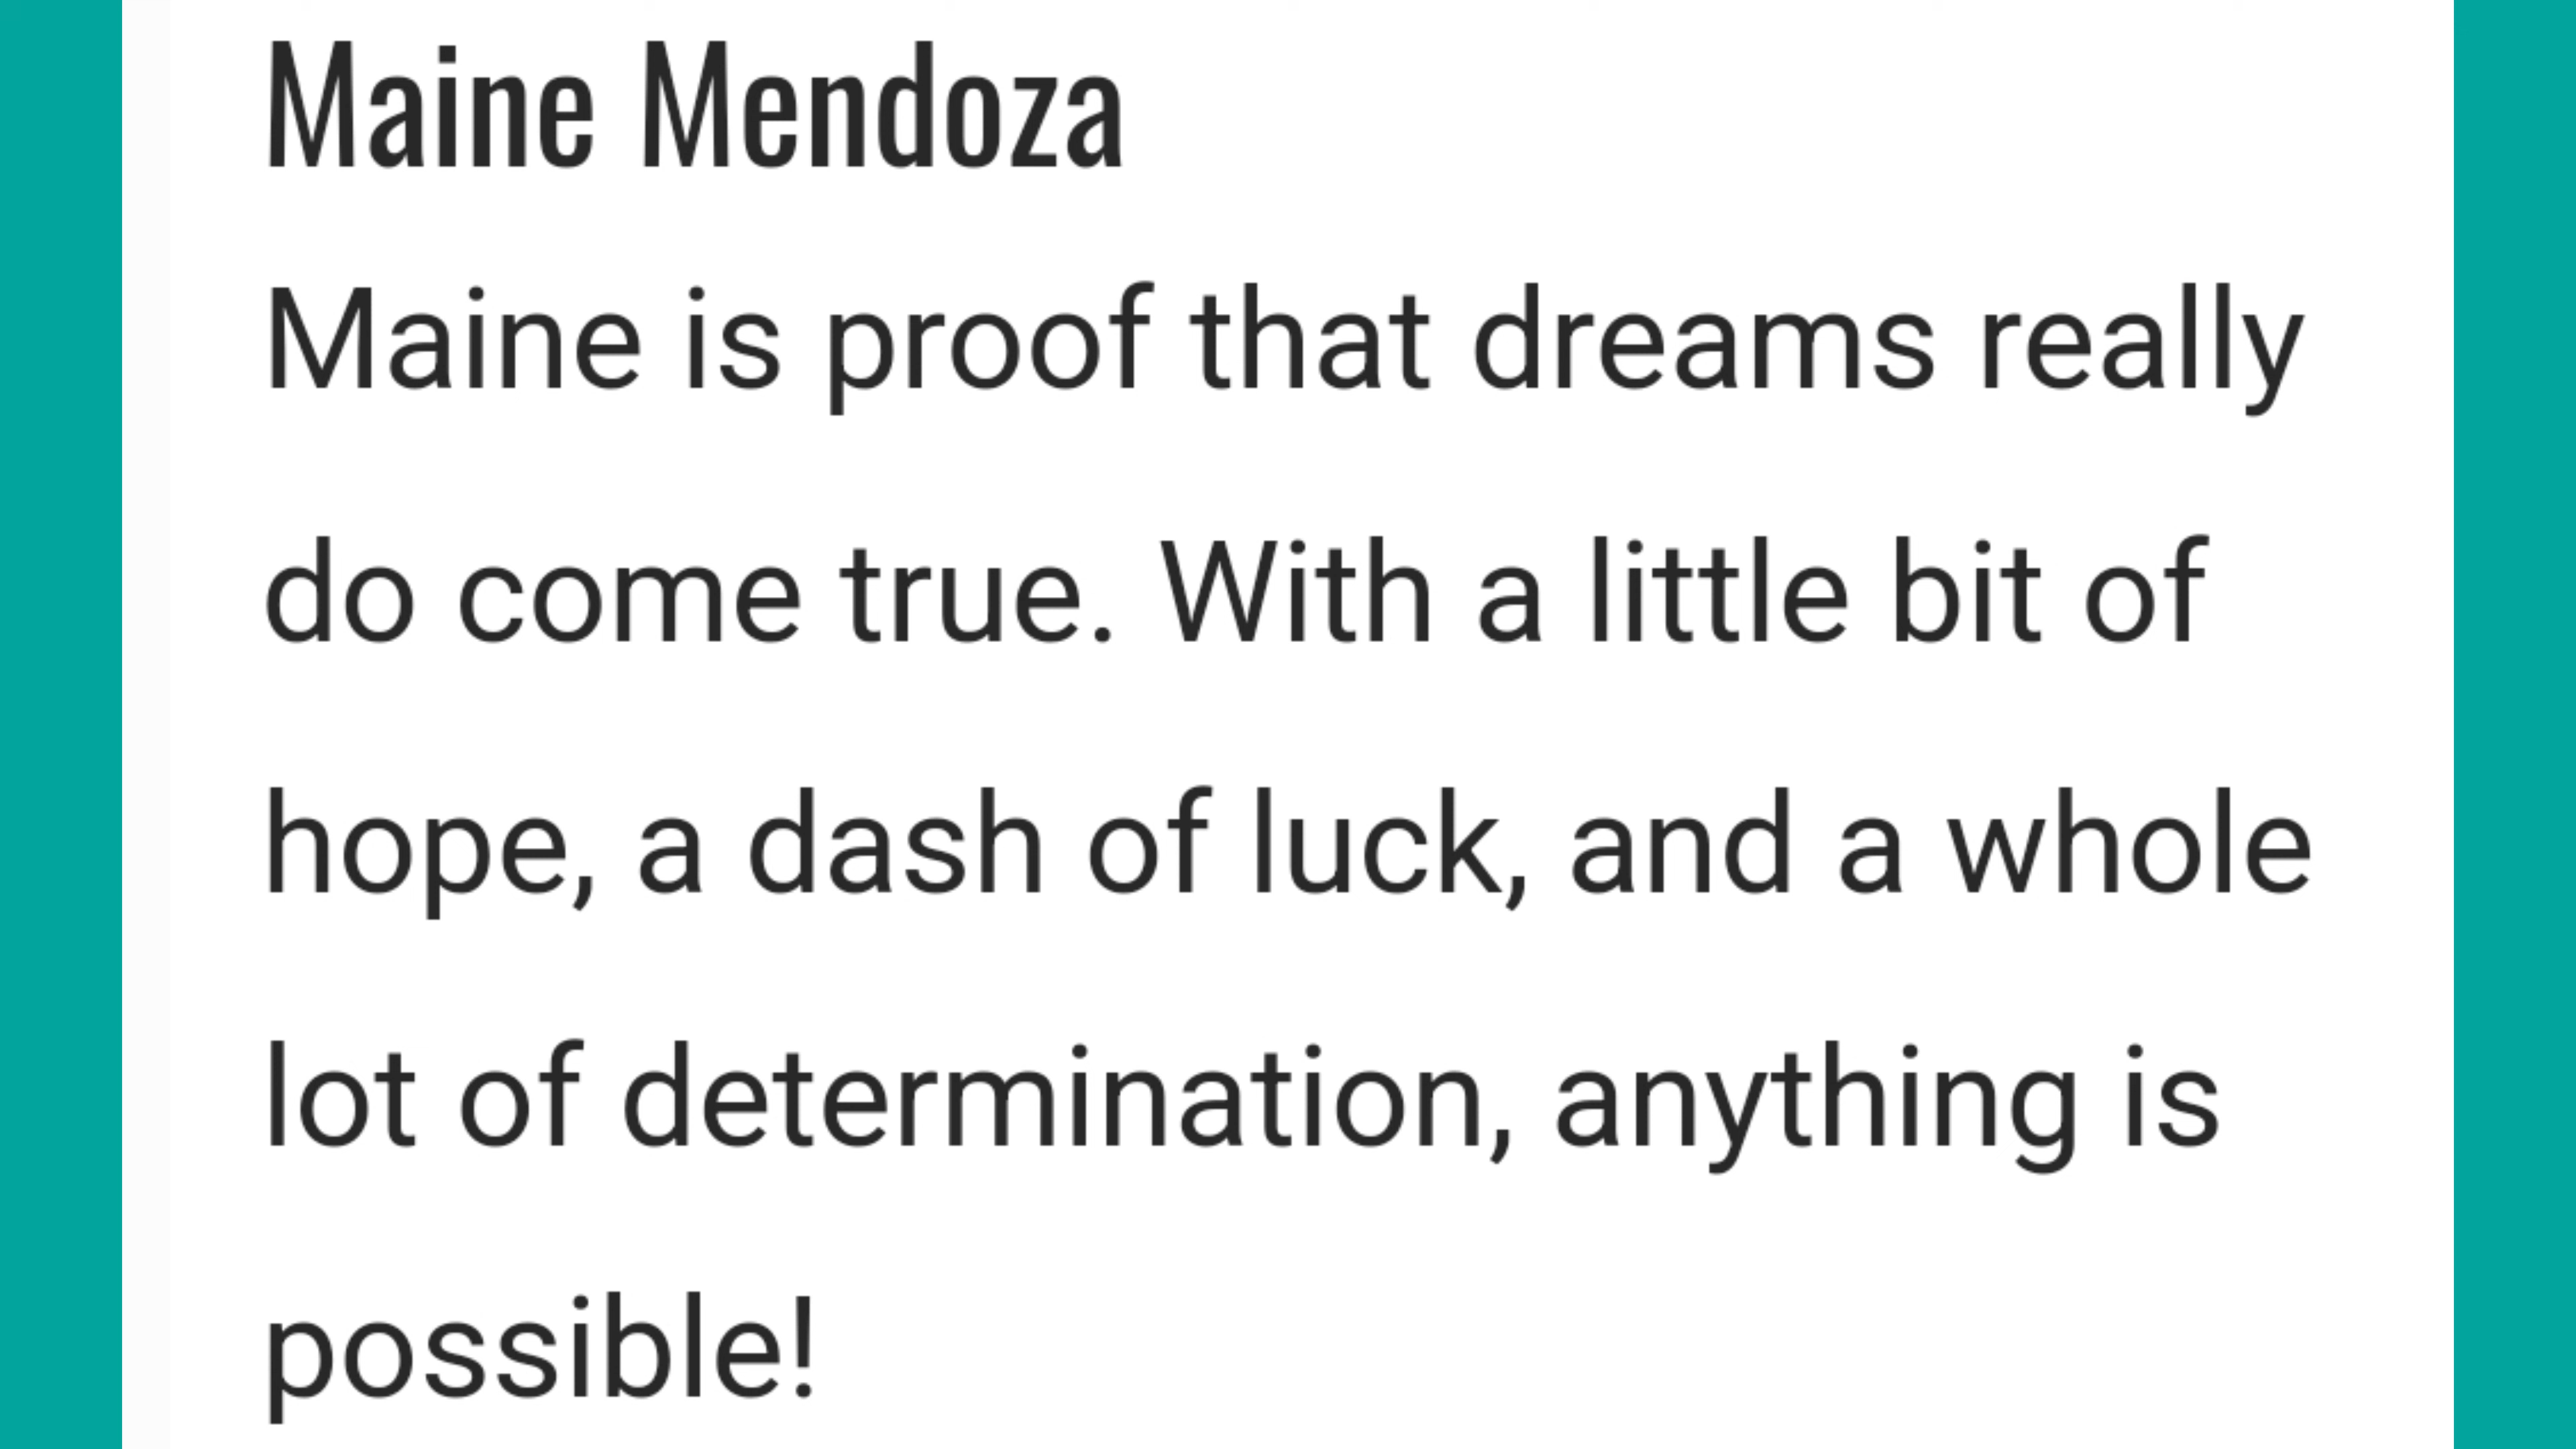 Maine Mendoza
Maine is proof that dreams really
do come true. With a little bit of
hope, a dash of luck, and a whole
lot of determination, anything is
possible!